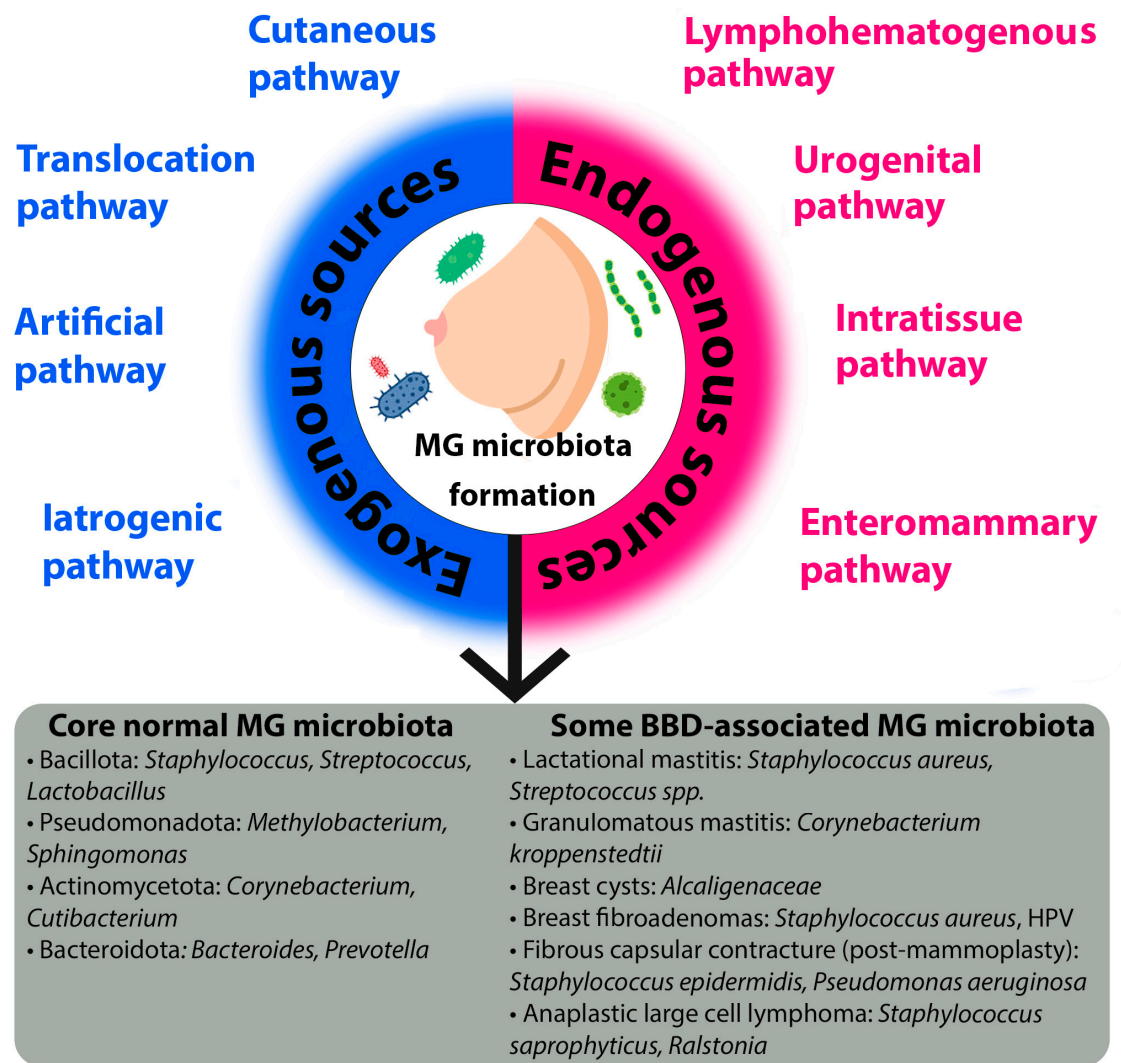 Cutaneous
pathway
Translocation
pathway
Artificial
pathway
Iatrogenic
pathway
Exogenous sources
Lymphohematogenous
pathway
Urogenital
pathway
Intratissue
pathway
Enteromammary
pathway
Endogenous sources
MG microbiota
formation
Core normal MG microbiota
• Bacillota: Staphylococcus, Streptococcus,
Lactobacillus
• Pseudomonadota: Methylobacterium,
Sphingomonas
• Actinomycetota: Corynebacterium,
Cutibacterium
• Bacteroidota: Bacteroides, Prevotella
Some BBD-associated MG microbiota
• Lactational mastitis: Staphylococcus aureus,
Streptococcus spp.
• Granulomatous mastitis: Corynebacterium
kroppenstedtii
• Breast cysts: Alcaligenaceae
• Breast fibroadenomas: Staphylococcus aureus, HPV
• Fibrous capsular contracture (post-mammoplasty):
Staphylococcus epidermidis, Pseudomonas aeruginosa
• Anaplastic large cell lymphoma: Staphylococcus
saprophyticus, Ralstonia